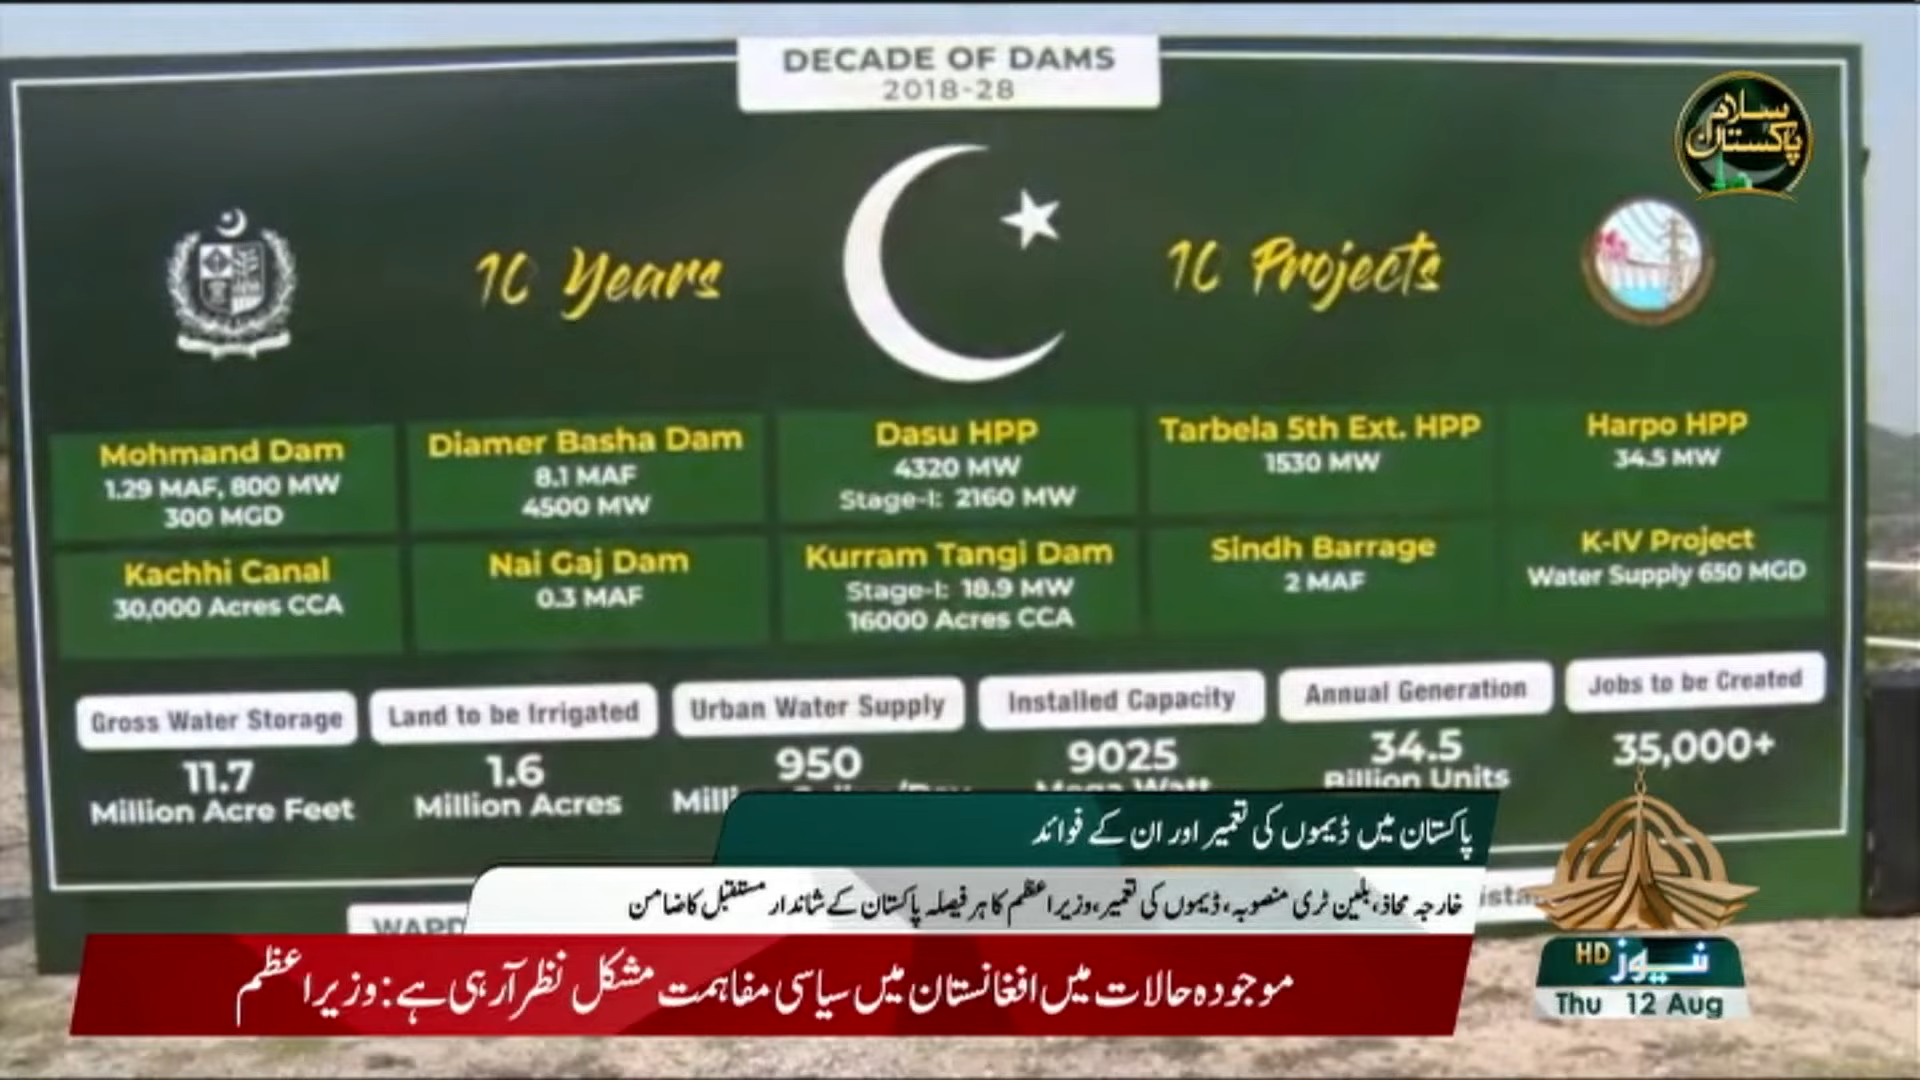 DECADE OF DAMS
2018-28
سلام
پاکستان
10 Years
10 Projects
Mohmand Dam
1.29 MAF, 800 MW
300 MGD
Diamer Basha Dam
8.1 MAF
4500 MW
Dasu HPP
4320 MW
Stage-I: 2160 MW
Tarbela 5th Ext. HPP
1530 MW
Harpo HPP
34.5 MW
Kachhi Canal
30,000 Acres CCA
Nai Gaj Dam
0.3 MAF
Kurram Tangi Dam
Stage-I: 18.9 MW
16000 Acres CCA
Sindh Barrage
2 MAF
K-IV Project
Water Supply 650 MGD
Gross Water Storage
11.7
Million Acre Feet
Land to be Irrigated
1.6
Million Acres
Urban Water Supply
950
Installed Capacity
9025
Mega Watt
Annual Generation
34.5
Billion Units
Jobs to be Created
35,000+
پاکستان میں ڈیموں کی تعمیر اور ان کے فوائد
خارجہ محاذ، بلین ٹری منصوبہ، ڈیموں کی تعمیر، وزیراعظم کا ہر فیصلہ پاکستان کے شاندار مستقبل کا ضامن
موجودہ حالات میں افغانستان میں سیاسی مفاہمت مشکل نظر آرہی ہے: وزیراعظم
نیوز HD
Thu 12 Aug